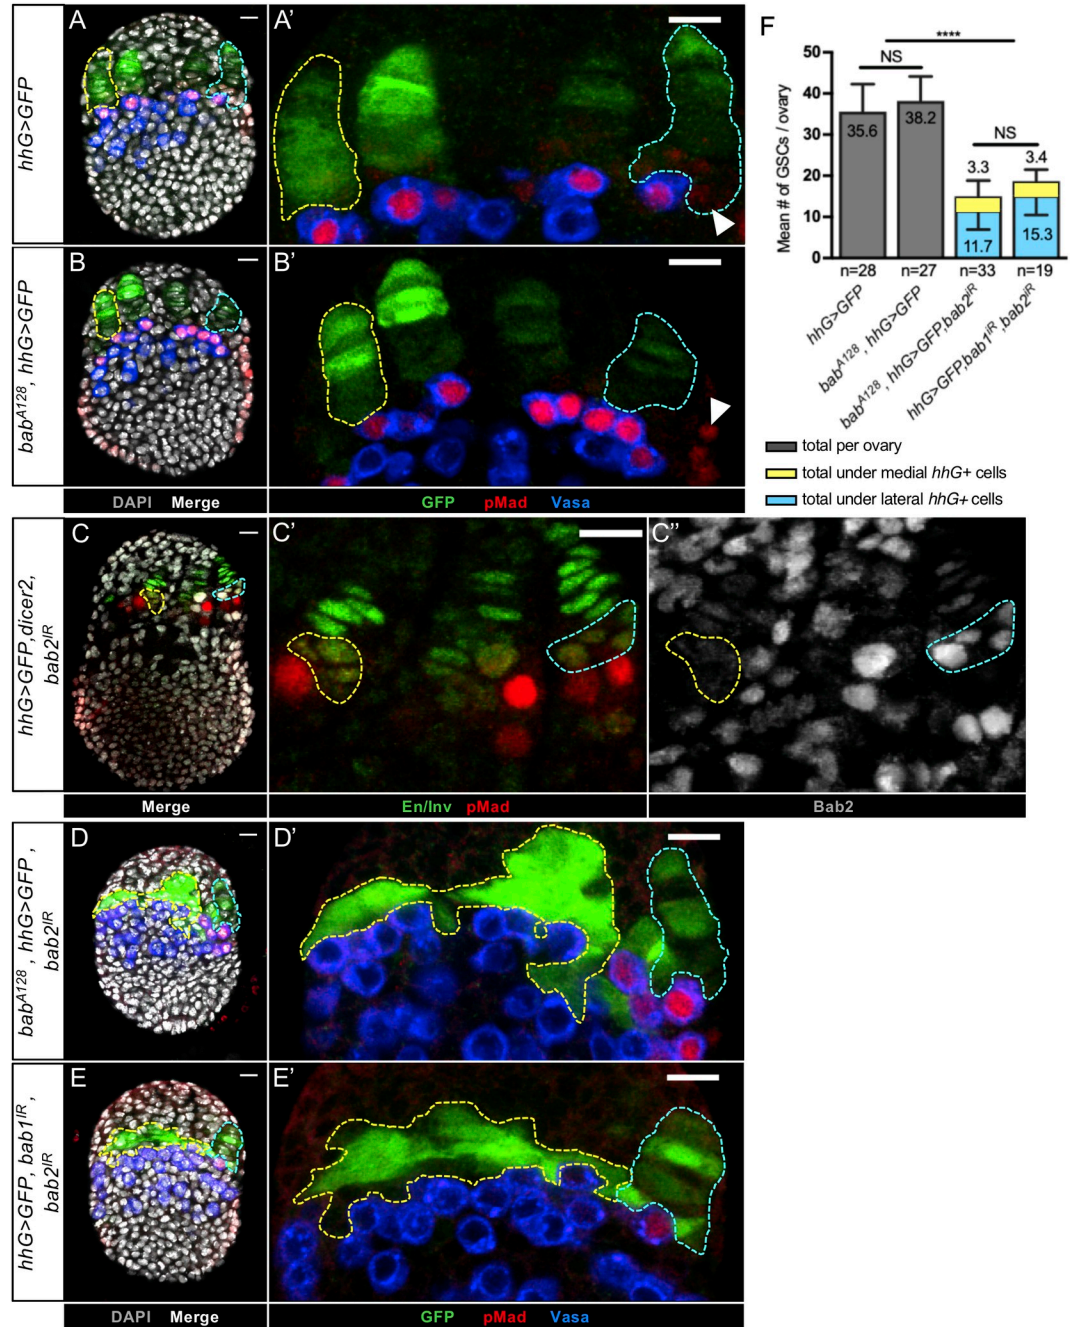 A
A'
hhG>GFP
B
B'
babA128, hhG>GFP
DAPI Merge
GFP pMad Vasa
F
Mean # of GSCs / ovary
50
40
30
20
10
0
****
NS
NS
35.6
38.2
3.3
11.7
3.4
15.3
n=28
n=27
n=33
n=19
hhG>GFP
babA128, hhG>GFP
babA128, hhG>GFP,bab2IR
hhG>GFP,bab1IR,bab2IR
total per ovary
total under medial hhG+ cells
total under lateral hhG+ cells
C
C'
C''
hhG>GFP,dicer2,
bab2IR
Merge
En/Inv pMad
Bab2
D
D'
babA128, hhG>GFP ,
bab2IR
E
E'
hhG>GFP, bab1IR ,
bab2IR
DAPI Merge
GFP pMad Vasa